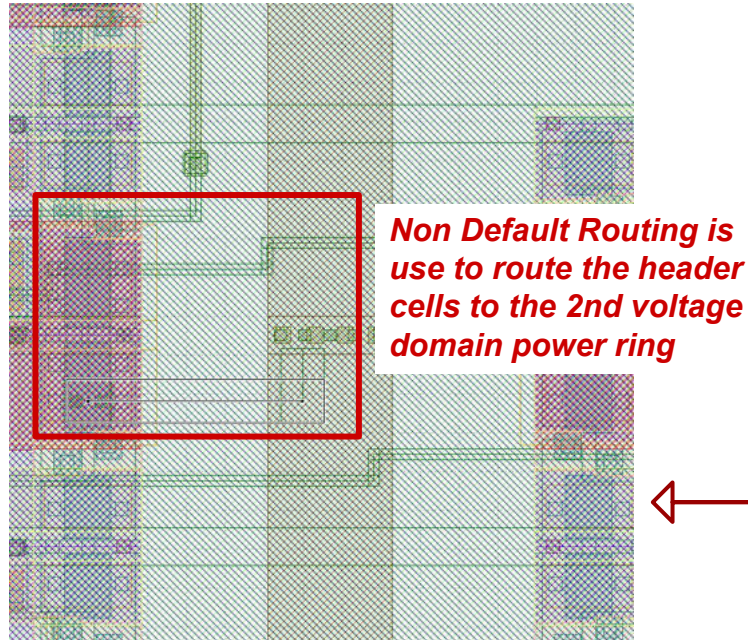 Non Default Routing is
use to route the header
cells to the 2nd voltage
domain power ring